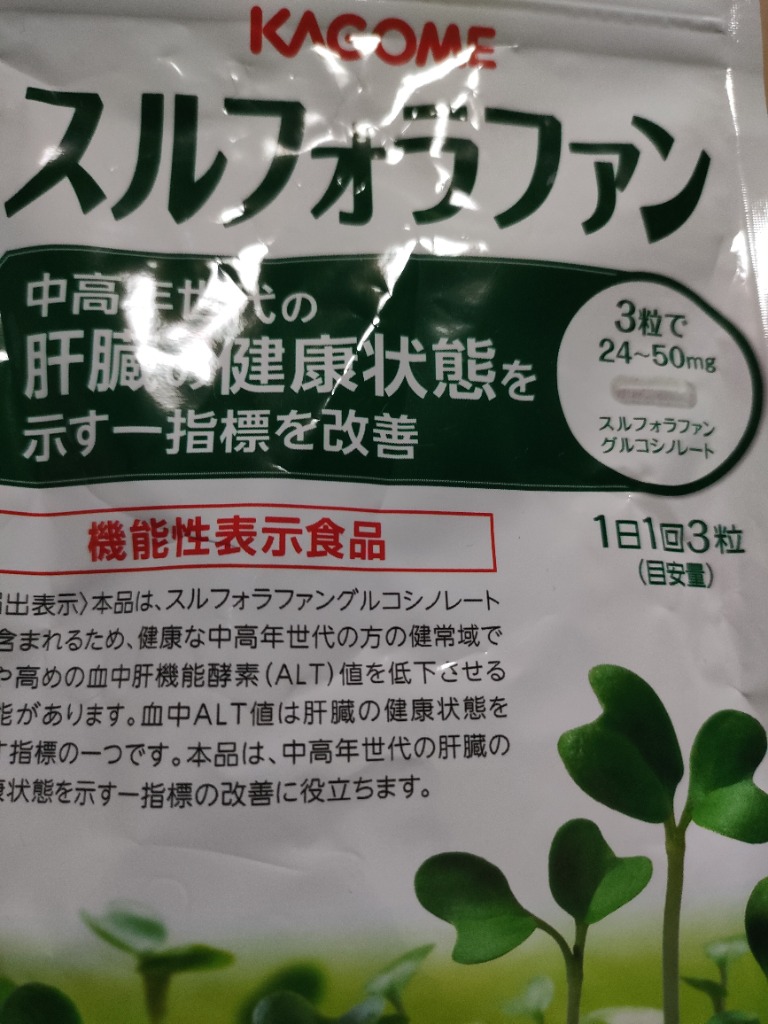 KAGOME
スルフォラファン
中高年世代の
肝臓の健康状態を
示す一指標を改善
3粒で
24~50mg
スルフォラファン
グルコシノレート
機能性表示食品
1日1回3粒
(目安量)
出表示〉本品は、スルフォラファングルコシノレート
含まれるため、健康な中高年世代の方の健常域で
や高めの血中肝機能酵素(ALT)値を低下させる
能があります。血中ALT値は肝臓の健康状態を
す指標の一つです。本品は、中高年世代の肝臓の
康状態を示す一指標の改善に役立ちます。